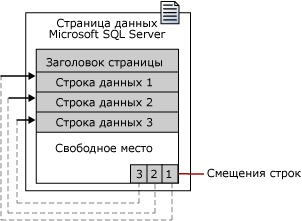 Страница данных
Microsoft SQL Server
Заголовок страницы
Строка данных 1
Строка данных 2
Строка данных 3
Свободное место
3 2 1
Смещения строк